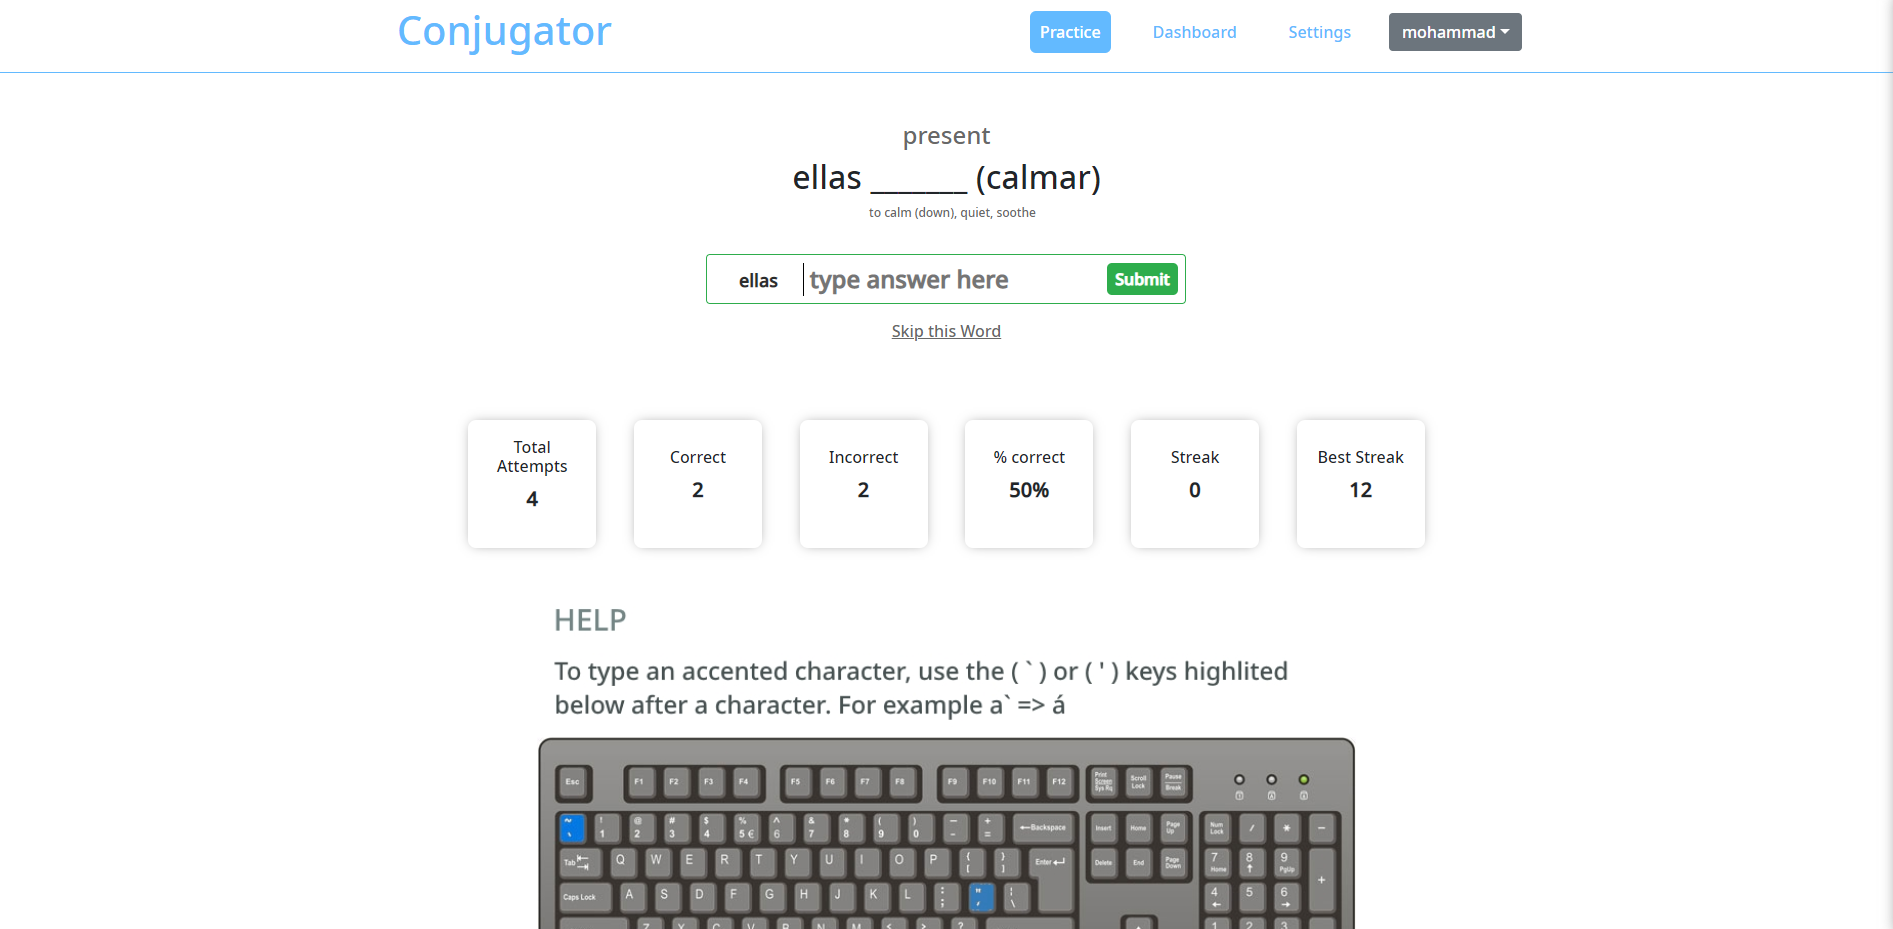 Conjugator
Practice Dashboard Settings mohammad
present
ellas _______ (calmar)
to calm (down), quiet, soothe
ellas type answer here Submit
Skip this Word
Total Attempts
4
Correct
2
Incorrect
2
% correct
50%
Streak
0
Best Streak
12
HELP
To type an accented character, use the ( ` ) or ( ' ) keys highlited
below after a character. For example a` => á
Esc F1 F2 F3 F4 F5 F6 F7 F8 F9 F10 F11 F12 Print Screen Sys Rq Scroll Lock Pause Break
~ ` ! 1 @ 2 # 3 $ 4 % 5 € ^ 6 & 7 * 8 ( 9 ) 0 — - + = ←Backspace Insert Home Page Up Num Lock / * −
Tab Q W E R T Y U I O P { [ } ] Enter Delete End Page Down 7 Home 8 ↑ 9 PgUp +
Caps Lock A S D F G H J K L : ; " ' | \ 4 ← 5 6 →
Z X C V B N M < > ? 1 2 3